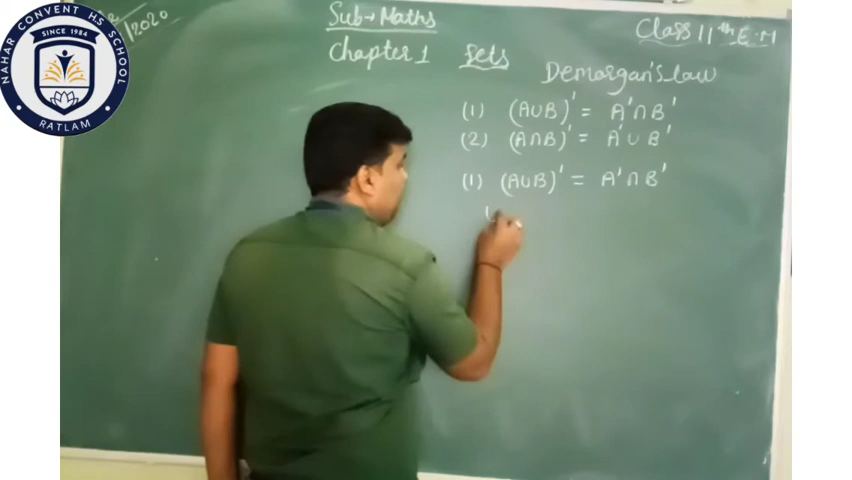 NAHAR CONVENT HS SCHOOL
SINCE 1984
RATLAM
/2020
Sub→Maths
Class 11th E.M
Chapter 1 Sets
Demorgan's law
(1) (A∪B)' = A'∩B'
(2) (A∩B)' = A'∪B'
(1) (A∪B)' = A'∩B'